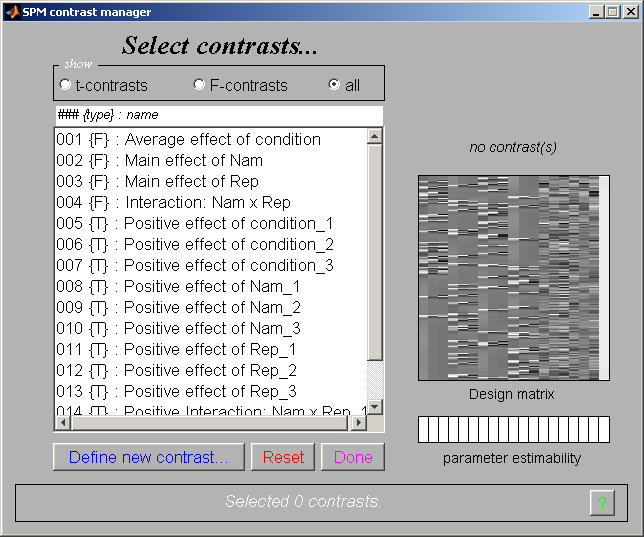 SPM contrast manager
Select contrasts...
show
t-contrasts F-contrasts all
### {type} : name
001 {F} : Average effect of condition
002 {F} : Main effect of Nam
003 {F} : Main effect of Rep
004 {F} : Interaction: Nam x Rep
005 {T} : Positive effect of condition_1
006 {T} : Positive effect of condition_2
007 {T} : Positive effect of condition_3
008 {T} : Positive effect of Nam_1
009 {T} : Positive effect of Nam_2
010 {T} : Positive effect of Nam_3
011 {T} : Positive effect of Rep_1
012 {T} : Positive effect of Rep_2
013 {T} : Positive effect of Rep_3
014 {T} : Positive Interaction: Nam x Rep_1
no contrast(s)
Design matrix
parameter estimability
Define new contrast... Reset Done
Selected 0 contrasts.
?